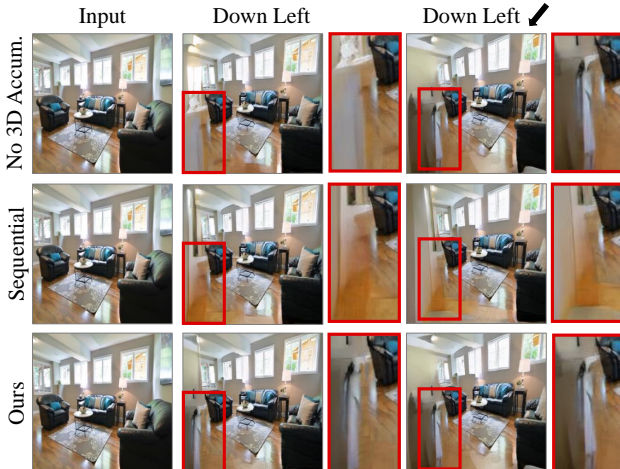 Input Down Left Down Left
No 3D Accum.
Sequential
Ours